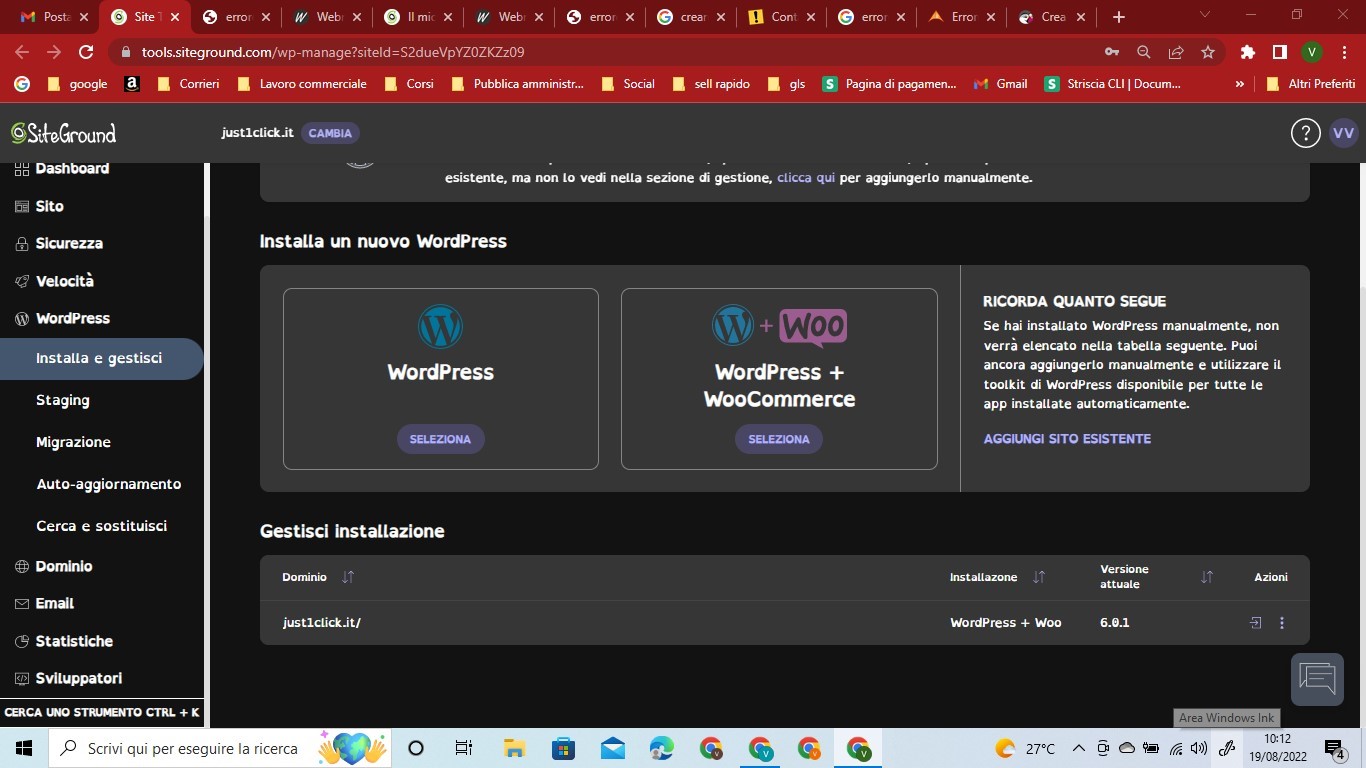 Posta
Site T
error
Webr
Il mic
Webr
error
crear
Cont
error
Error
Crea
tools.siteground.com/wp-manage?siteId=S2dueVpYZ0ZKZz09
V
google
a
Corrieri
Lavoro commerciale
Corsi
Pubblica amministr...
Social
sell rapido
gls
S
Pagina di pagamen...
Gmail
S
Striscia CLI | Docum...
»
Altri Preferiti
SiteGround
just1click.it
CAMBIA
?
VV
Dashboard
Sito
Sicurezza
Velocità
WordPress
Installa e gestisci
Staging
Migrazione
Auto-aggiornamento
Cerca e sostituisci
Dominio
Email
Statistiche
Sviluppatori
CERCA UNO STRUMENTO CTRL + K
esistente, ma non lo vedi nella sezione di gestione, clicca qui per aggiungerlo manualmente.
Installa un nuovo WordPress
WordPress
SELEZIONA
+ WOO
WordPress +
WooCommerce
SELEZIONA
RICORDA QUANTO SEGUE
Se hai installato WordPress manualmente, non
verrà elencato nella tabella seguente. Puoi
ancora aggiungerlo manualmente e utilizzare il
toolkit di WordPress disponibile per tutte le
app installate automaticamente.
AGGIUNGI SITO ESISTENTE
Gestisci installazione
Dominio
Installazone
Versione
attuale
Azioni
just1click.it/
WordPress + Woo
6.0.1
Area Windows Ink
Scrivi qui per eseguire la ricerca
27°C
10:12
19/08/2022
4